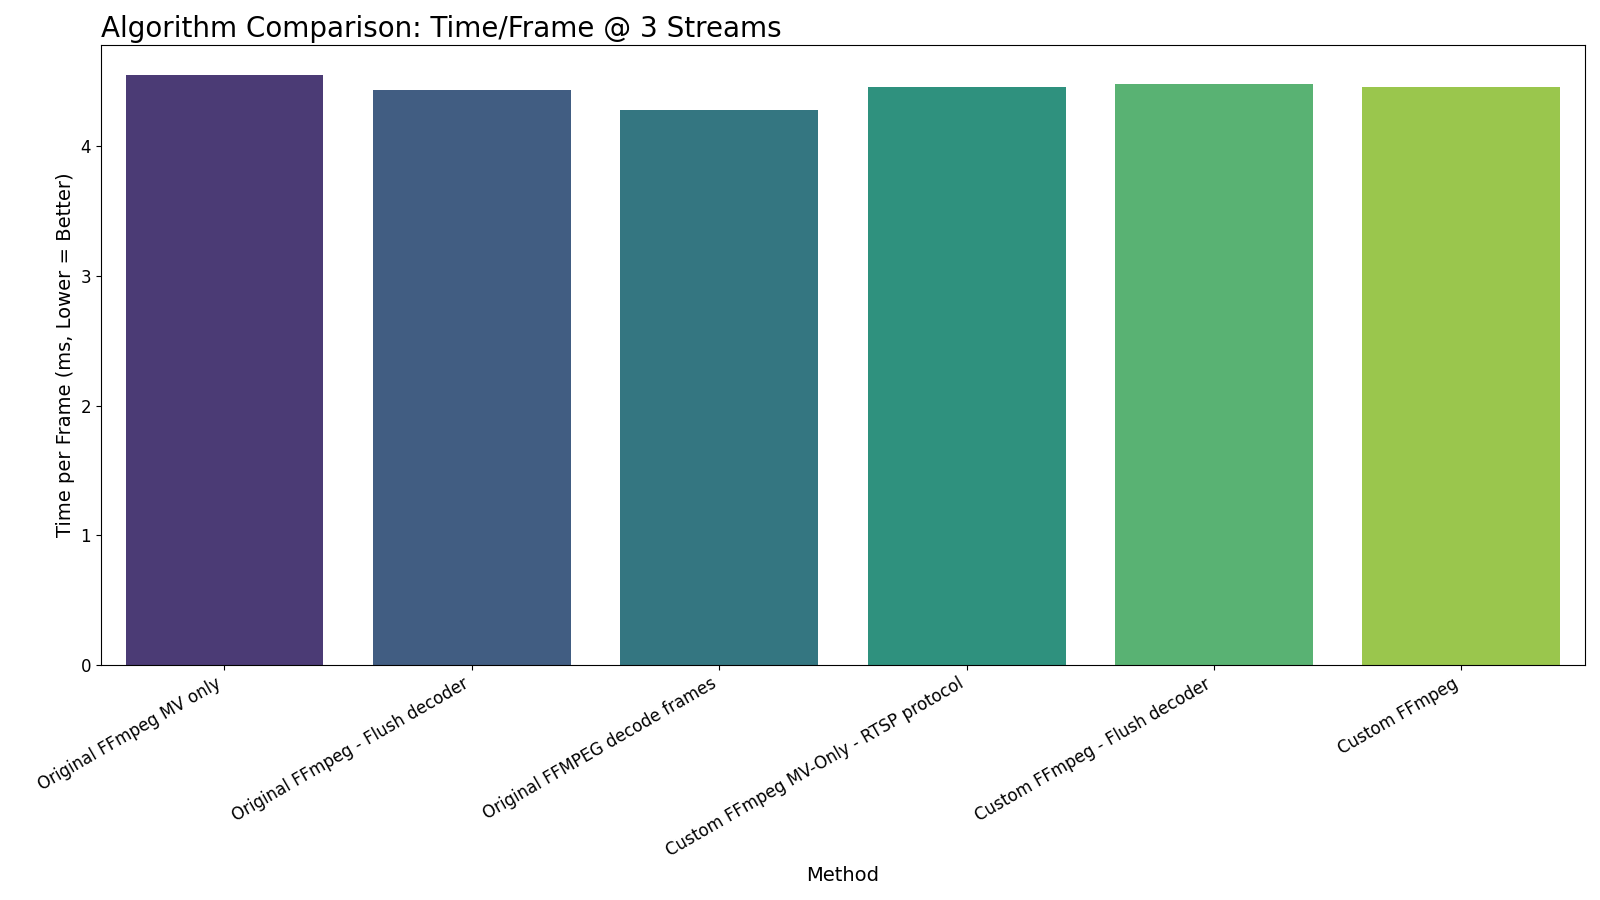 Algorithm Comparison: Time/Frame @ 3 Streams
Time per Frame (ms, Lower = Better)
4
3
2
1
0
Original FFmpeg MV only
Original FFmpeg - Flush decoder
Original FFMPEG decode frames
Custom FFmpeg MV-Only - RTSP protocol
Custom FFmpeg - Flush decoder
Custom FFmpeg
Method